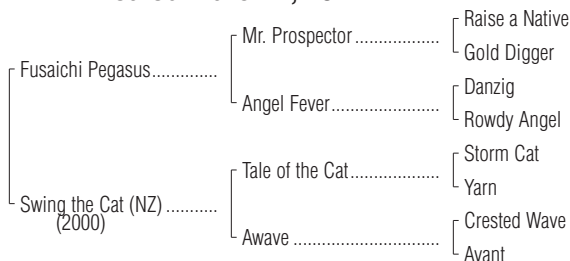 Raise a Native
Mr. Prospector ..................
Gold Digger
Fusaichi Pegasus.............
Danzig
Angel Fever.......................
Rowdy Angel
Storm Cat
Tale of the Cat...................
Yarn
Swing the Cat (NZ) ..........
(2000)
Crested Wave
Awave ...............................
Avant